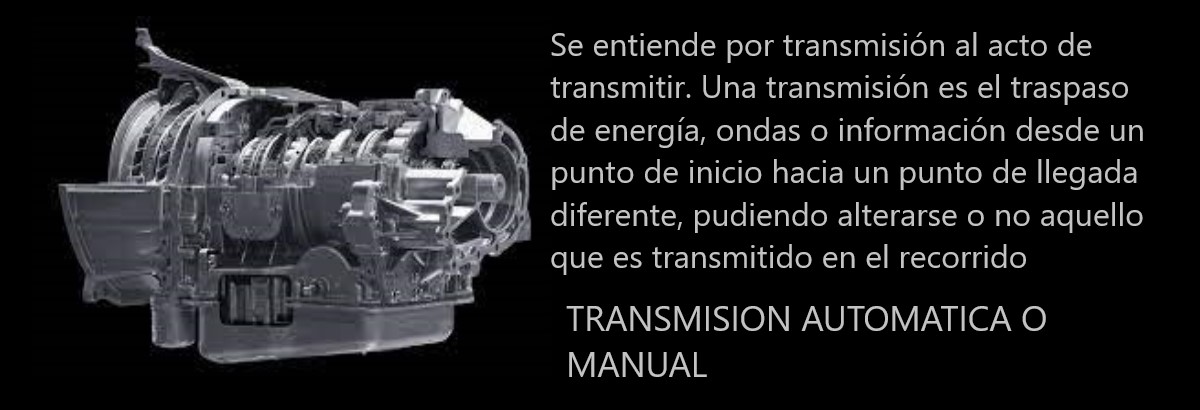 Se entiende por transmisión al acto de
transmitir. Una transmisión es el traspaso
de energía, ondas o información desde un
punto de inicio hacia un punto de llegada
diferente, pudiendo alterarse o no aquello
que es transmitido en el recorrido
TRANSMISION AUTOMATICA O
MANUAL